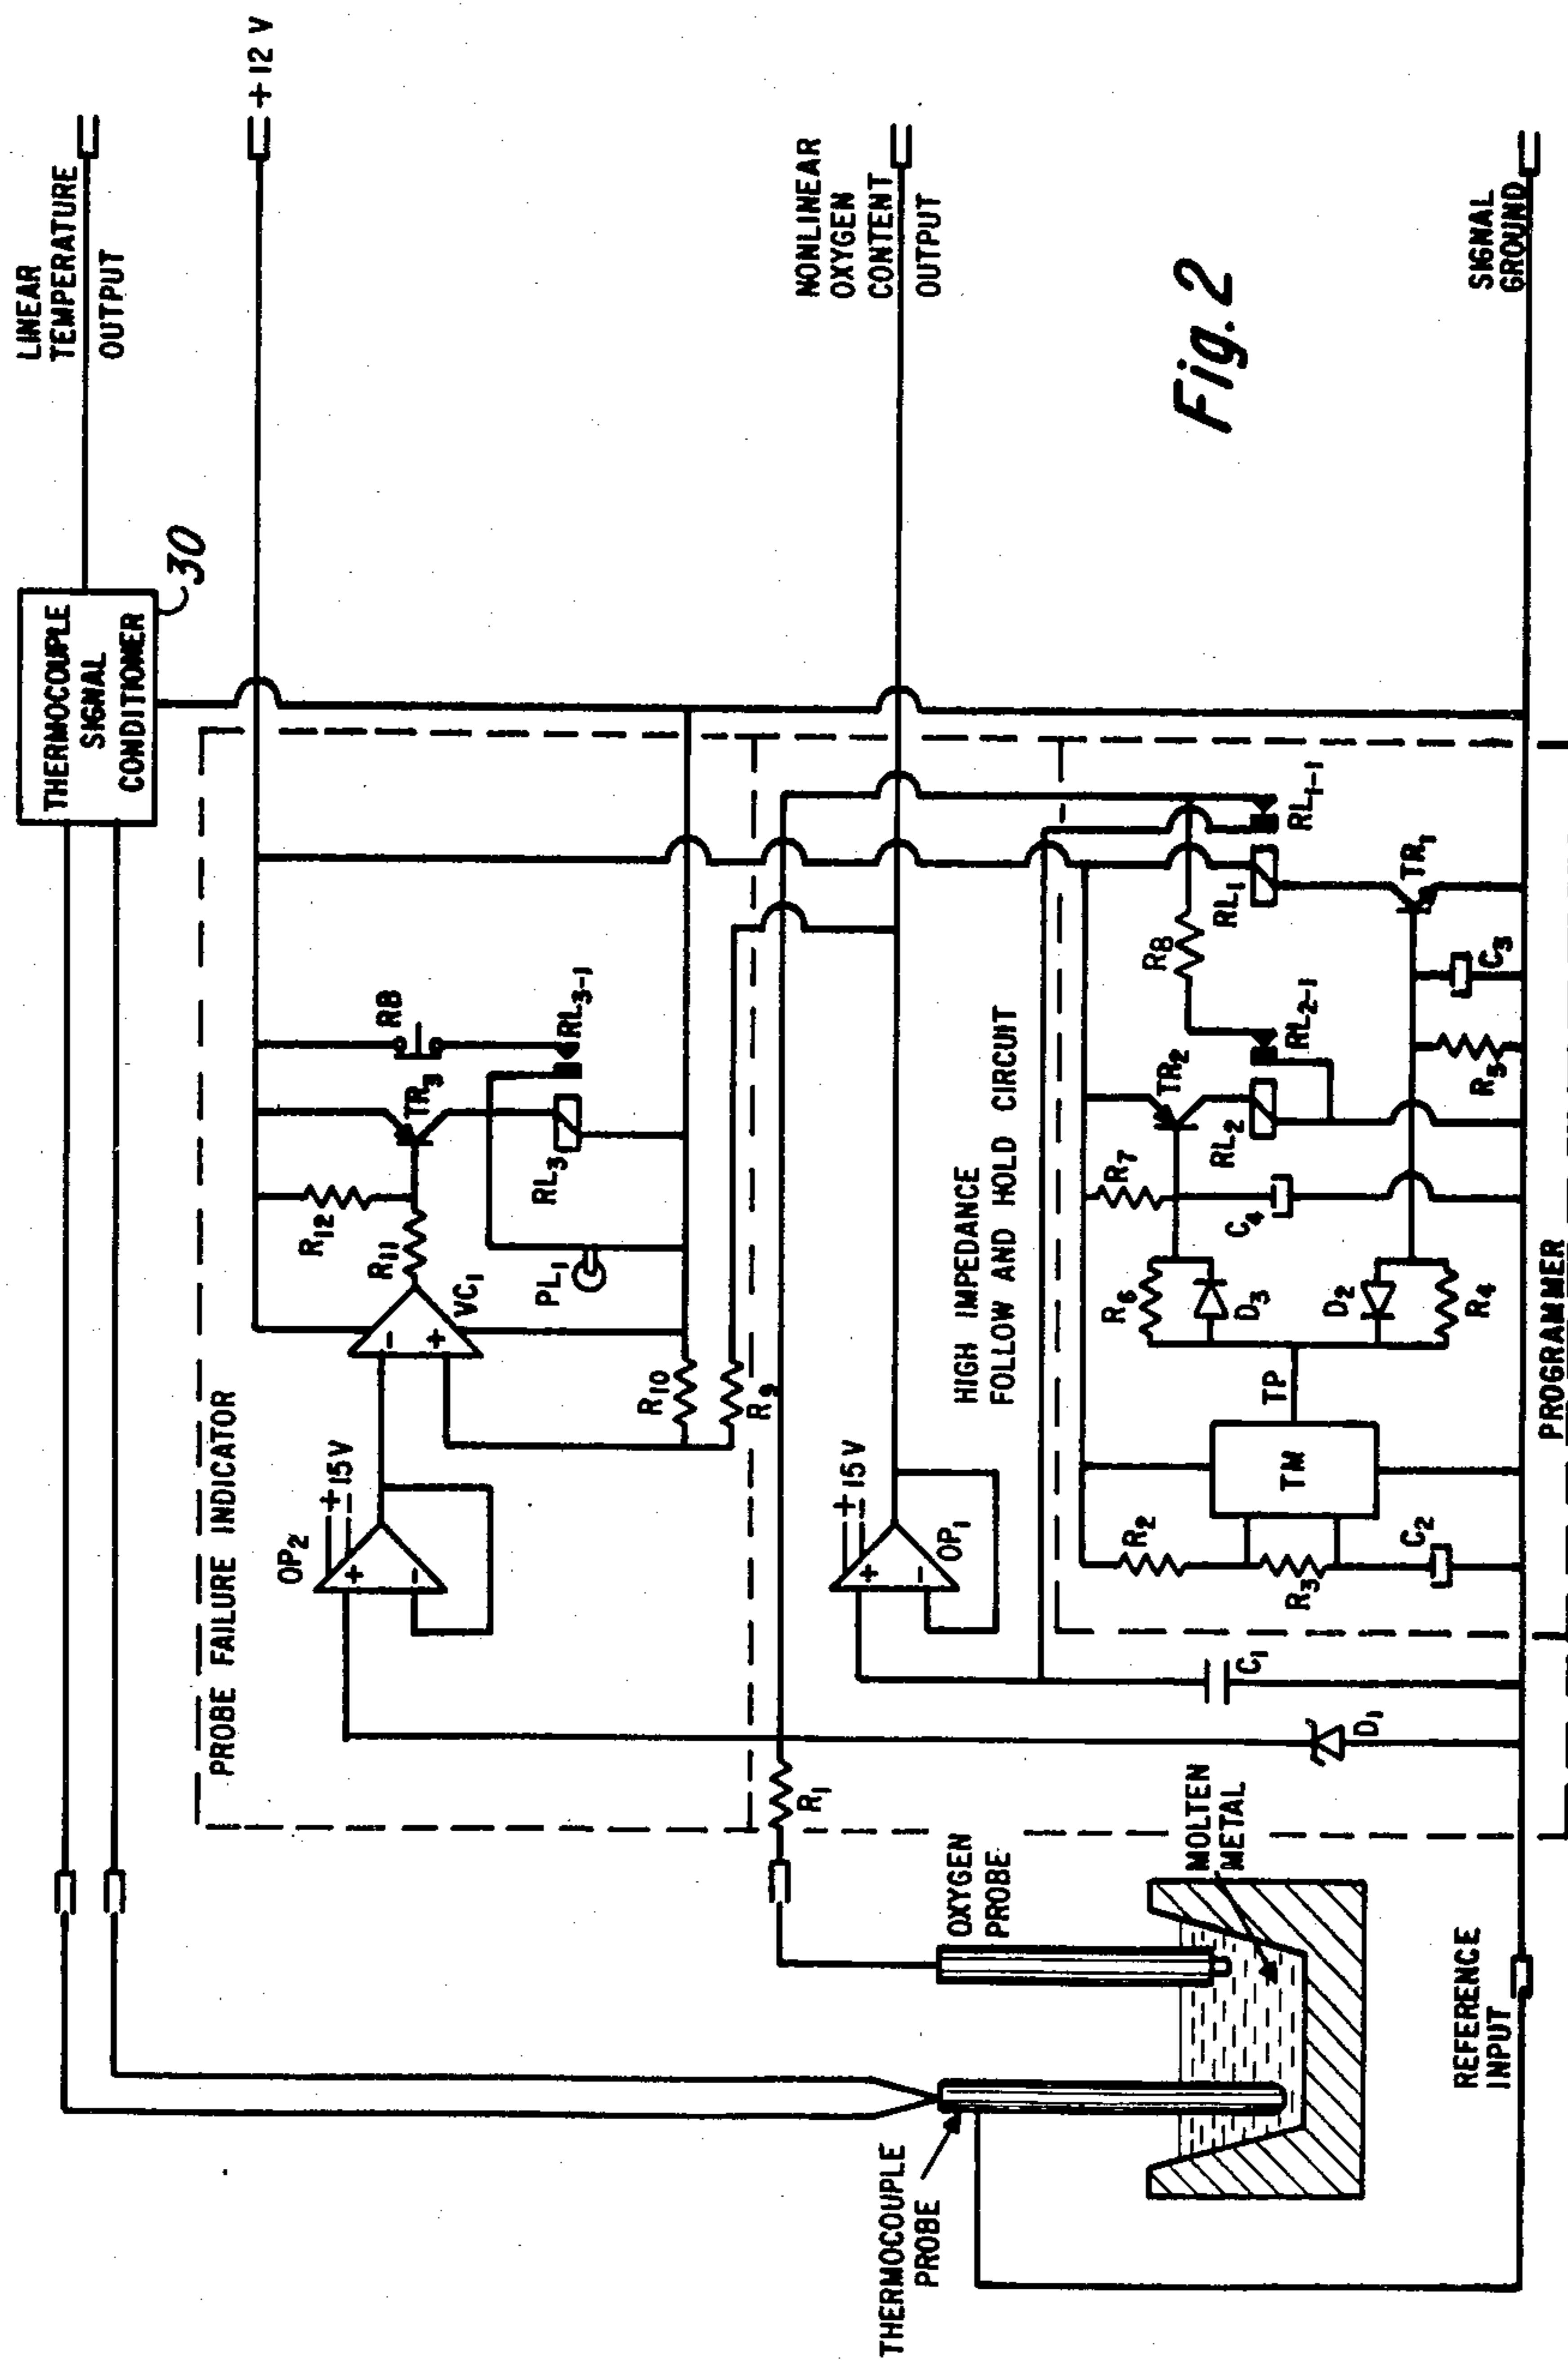 LINEAR
TEMPERATURE
OUTPUT
+12 V
THERMOCOUPLE
SIGNAL
CONDITIONER
30
NONLINEAR
OXYGEN
CONTENT
OUTPUT
Fig. 2
SIGNAL
GROUND
PROBE FAILURE INDICATOR
OP2
+
-
+15V
-
VC1
-
+
R11
R12
TR3
RB
RL3
RL3-1
PL1
R10
R9
R1
OP1
+
-
+15V
-
HIGH IMPEDANCE
FOLLOW AND HOLD CIRCUIT
R2
R3
C2
TM
TP
R6
D3
D2
R4
R7
C4
TR2
RL2
RL2-1
R8
RL1
RL1-1
TR1
C3
R5
PROGRAMMER
C1
D1
OXYGEN
PROBE
MOLTEN
METAL
THERMOCOUPLE
PROBE
REFERENCE
INPUT